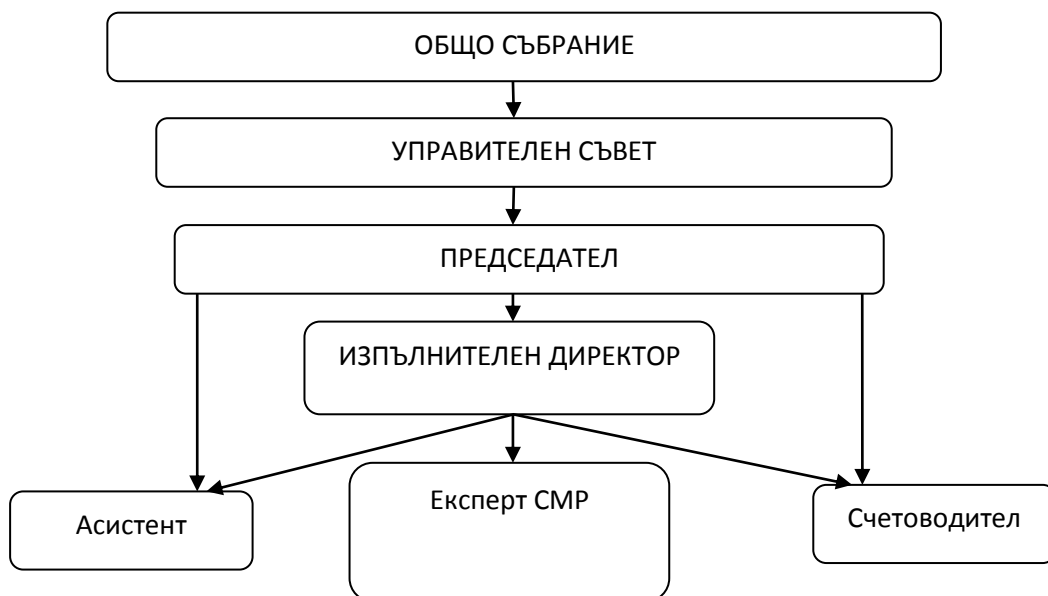 ОБЩО СЪБРАНИЕ
УПРАВИТЕЛЕН СЪВЕТ
ПРЕДСЕДАТЕЛ
ИЗПЪЛНИТЕЛЕН ДИРЕКТОР
Асистент
Експерт СМР
Счетоводител